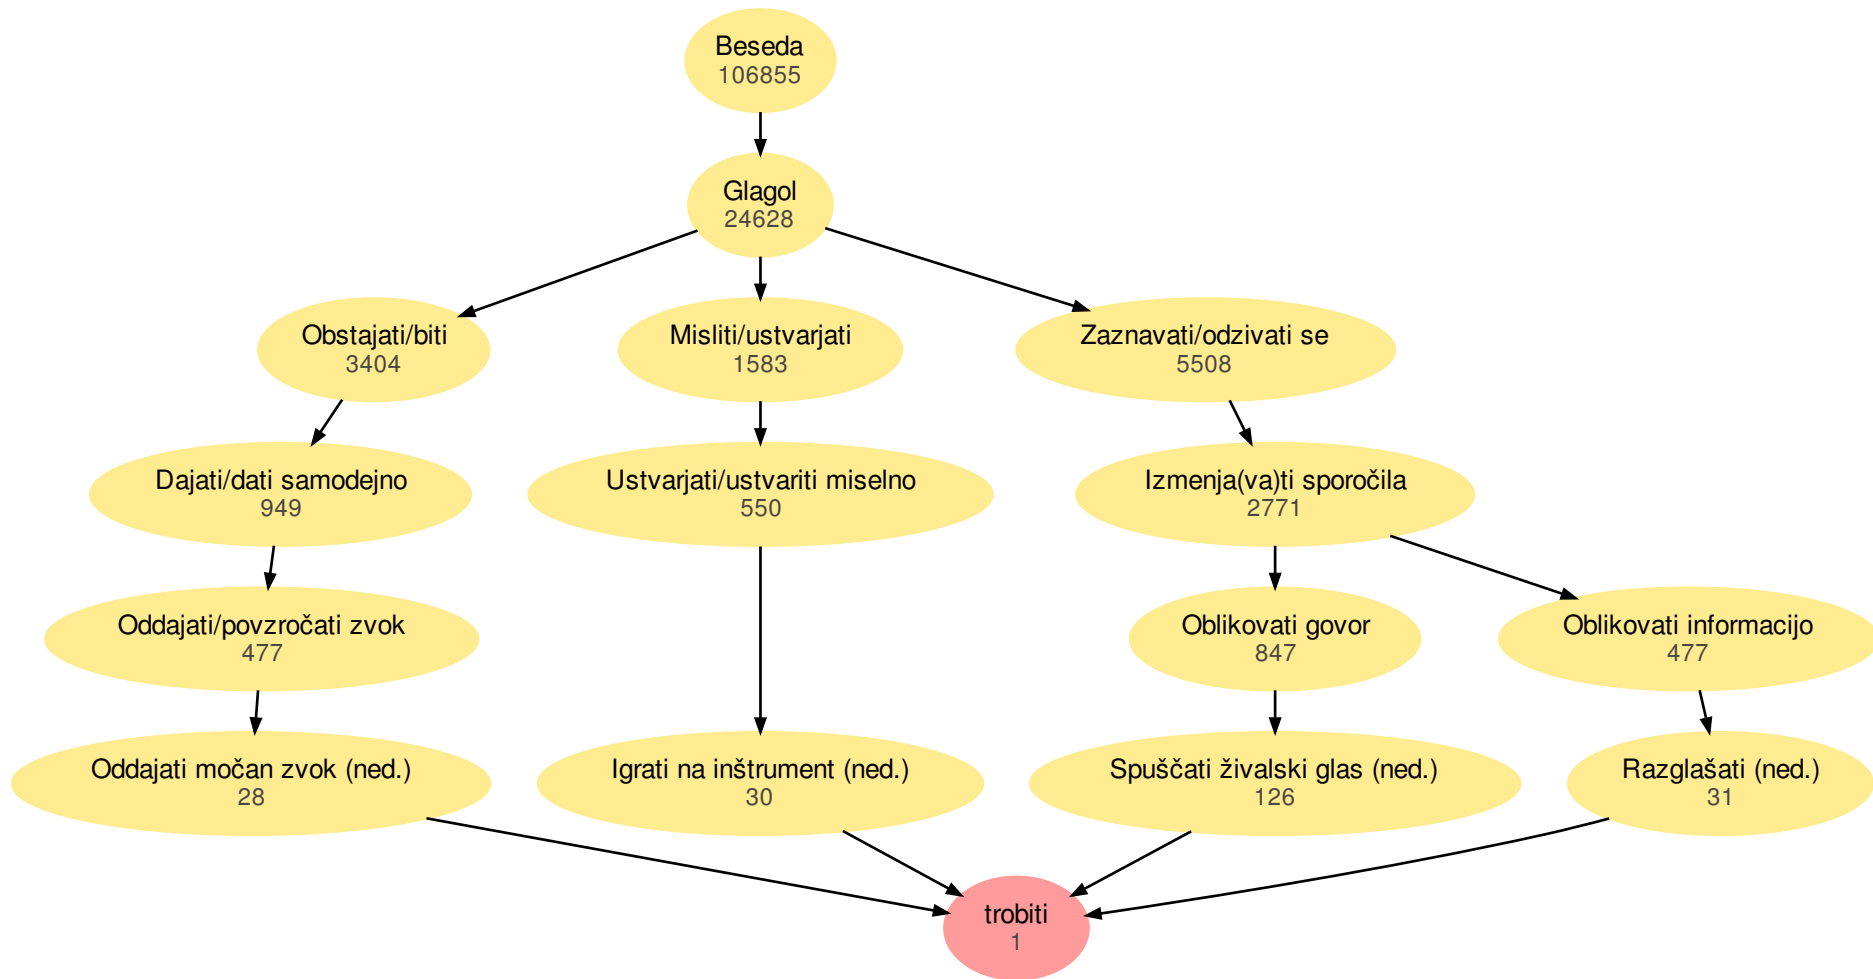 Beseda
106855
Glagol
24628
Obstajati/biti
3404
Misliti/ustvarjati
1583
Zaznavati/odzivati se
5508
Dajati/dati samodejno
949
Ustvarjati/ustvariti miselno
550
Izmenja(va)ti sporočila
2771
Oddajati/povzročati zvok
477
Oblikovati govor
847
Oblikovati informacijo
477
Oddajati močan zvok (ned.)
28
Igrati na inštrument (ned.)
30
Spuščati živalski glas (ned.)
126
Razglašati (ned.)
31
trobiti
1